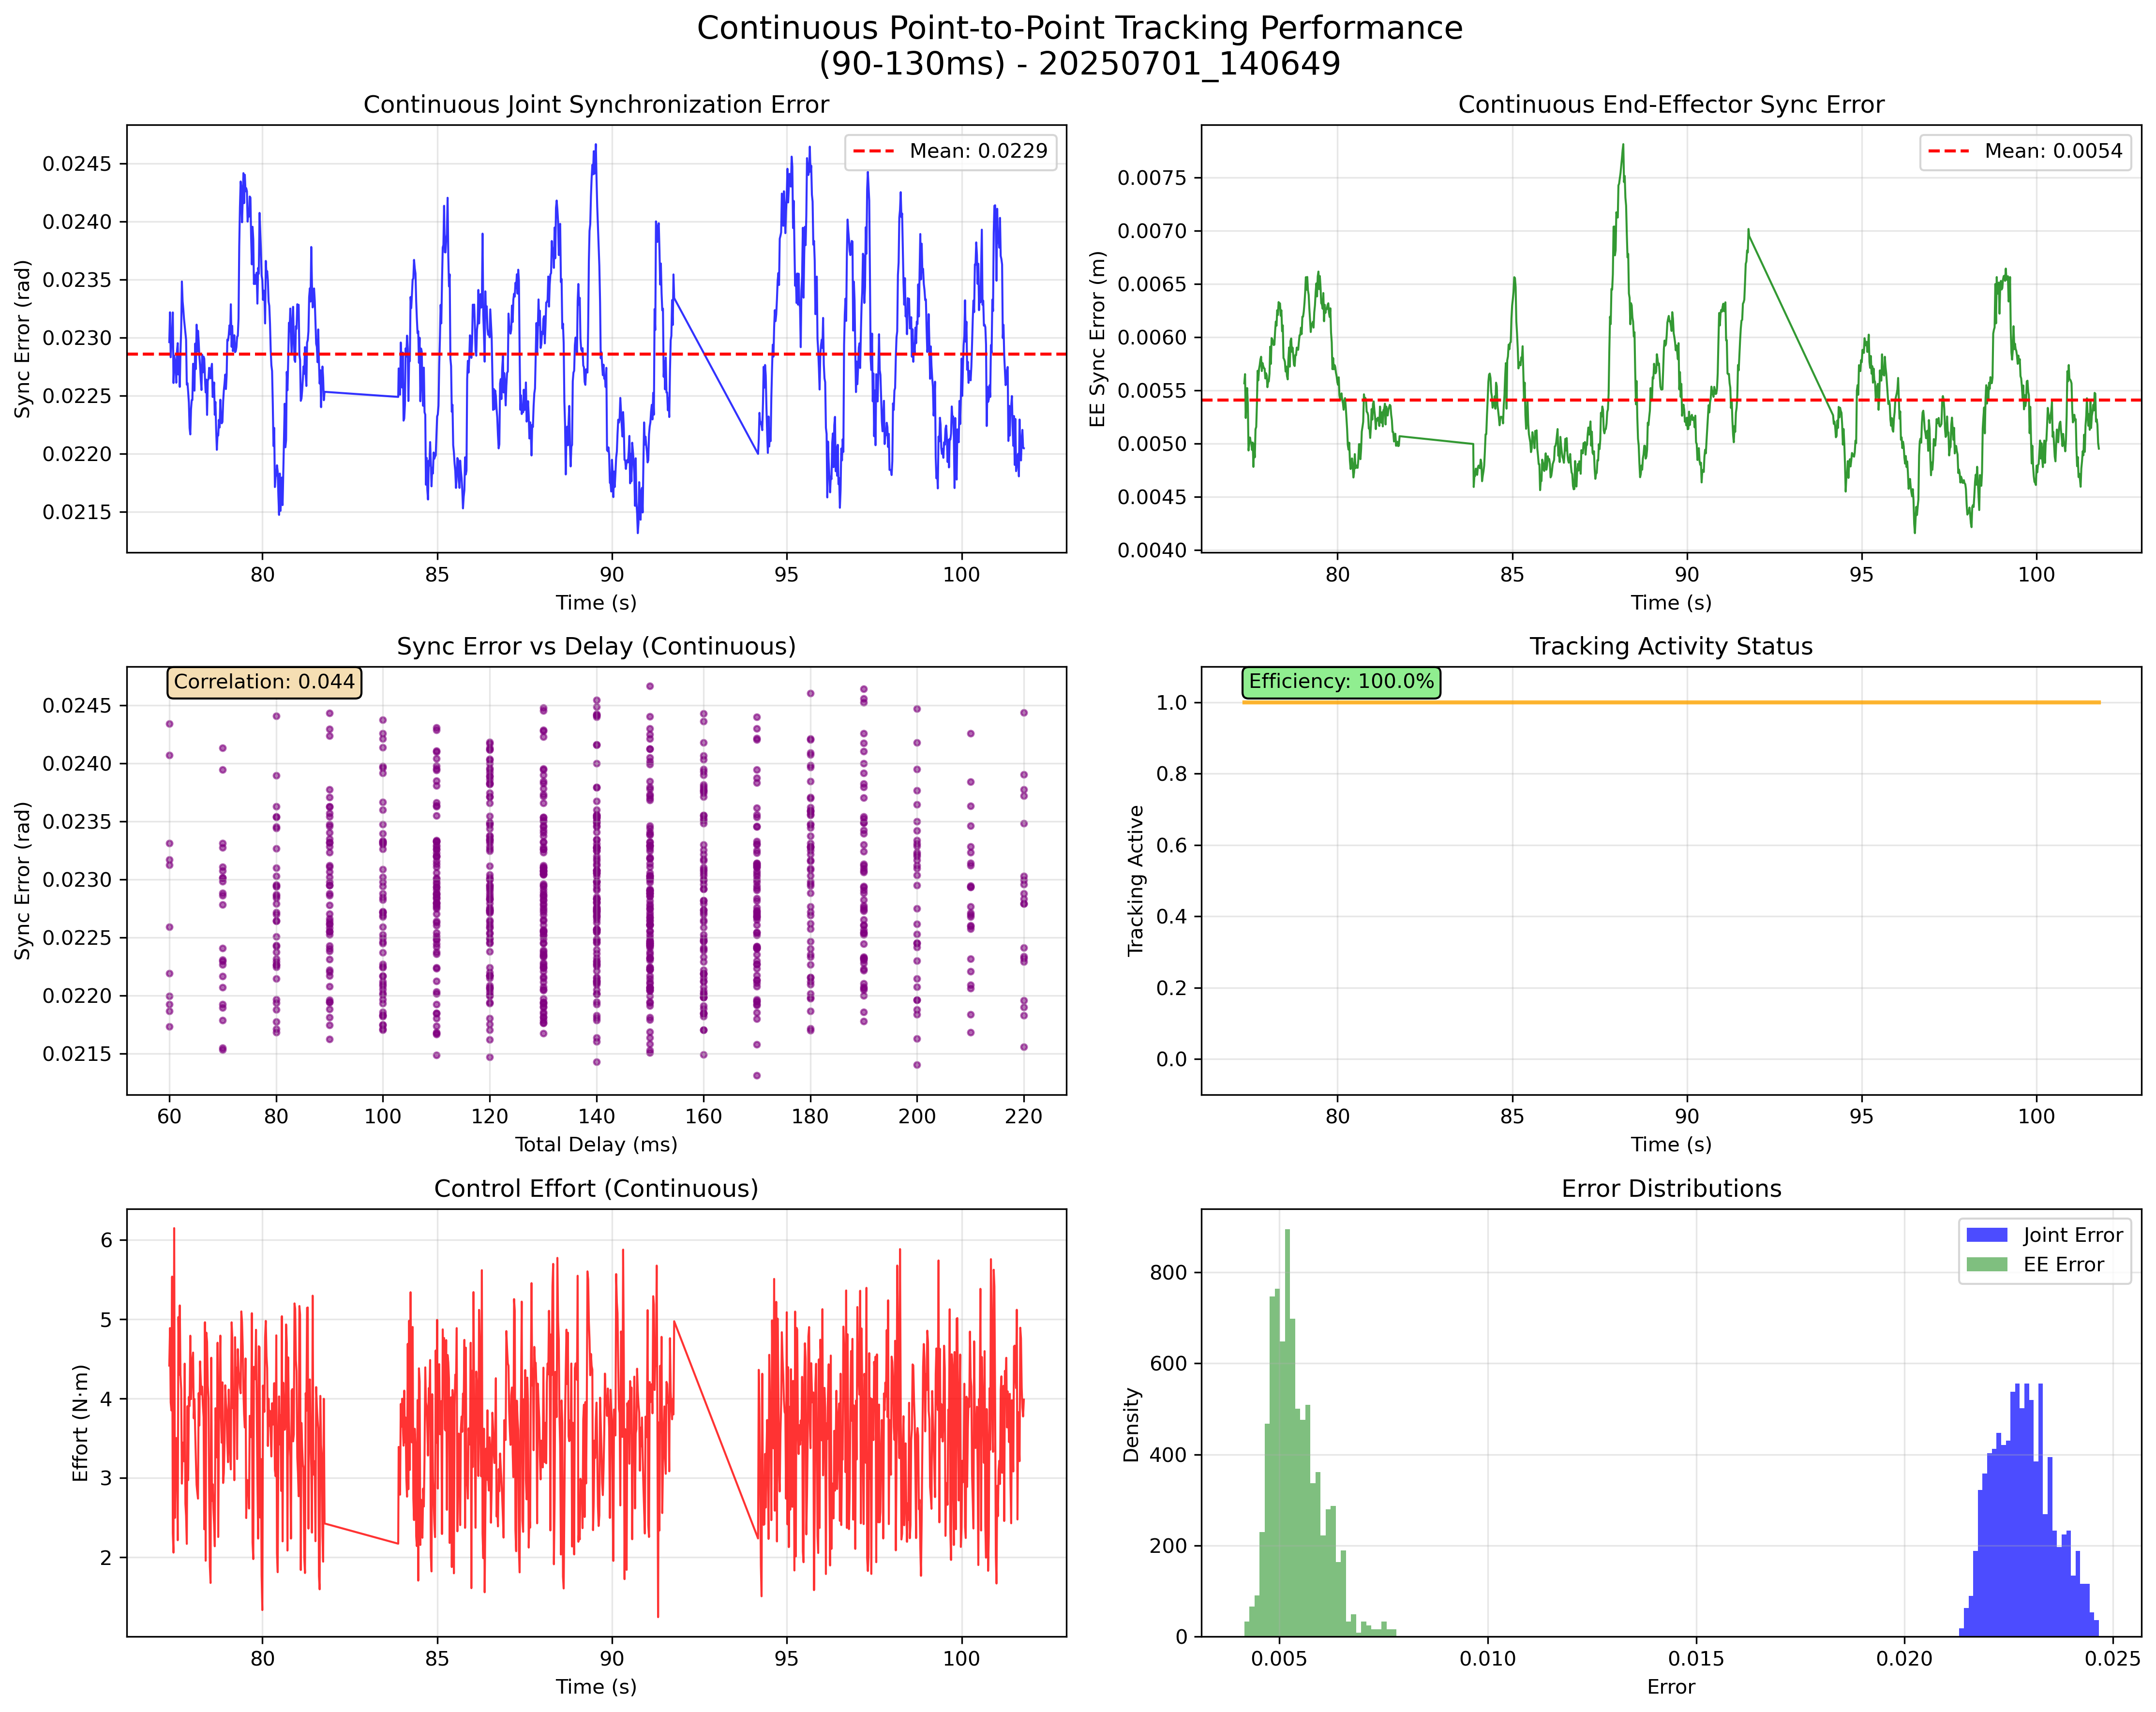 Continuous Point-to-Point Tracking Performance
(90-130ms) - 20250701_140649
Continuous Joint Synchronization Error
Sync Error (rad)
0.0245
0.0240
0.0235
0.0230
0.0225
0.0220
0.0215
Mean: 0.0229
80 85 90 95 100
Time (s)
Continuous End-Effector Sync Error
EE Sync Error (m)
0.0075
0.0070
0.0065
0.0060
0.0055
0.0050
0.0045
0.0040
Mean: 0.0054
80 85 90 95 100
Time (s)
Sync Error vs Delay (Continuous)
Correlation: 0.044
Sync Error (rad)
0.0245
0.0240
0.0235
0.0230
0.0225
0.0220
0.0215
60 80 100 120 140 160 180 200 220
Total Delay (ms)
Tracking Activity Status
Efficiency: 100.0%
Tracking Active
1.0
0.8
0.6
0.4
0.2
0.0
80 85 90 95 100
Time (s)
Control Effort (Continuous)
Effort (N·m)
6
5
4
3
2
80 85 90 95 100
Time (s)
Error Distributions
Joint Error
EE Error
Density
800
600
400
200
0
0.005 0.010 0.015 0.020 0.025
Error